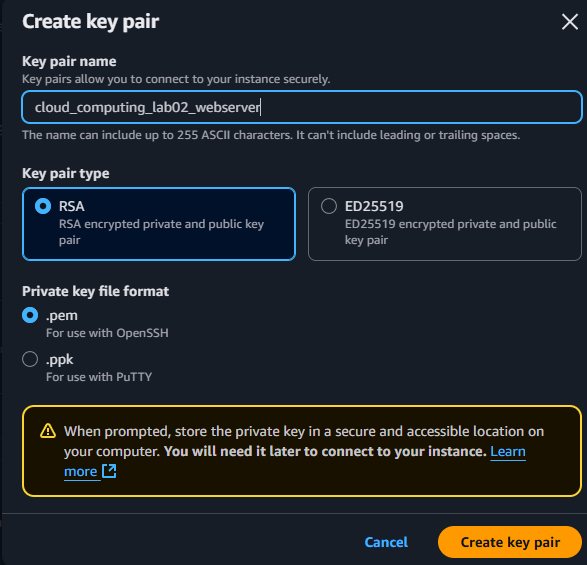 Create key pair
Key pair name
Key pairs allow you to connect to your instance securely.
cloud_computing_lab02_webserver
The name can include up to 255 ASCII characters. It can't include leading or trailing spaces.
Key pair type
RSA
RSA encrypted private and public key
pair
ED25519
ED25519 encrypted private and public
key pair
Private key file format
.pem
For use with OpenSSH
.ppk
For use with PuTTY
When prompted, store the private key in a secure and accessible location on
your computer. You will need it later to connect to your instance. Learn
more
Cancel
Create key pair